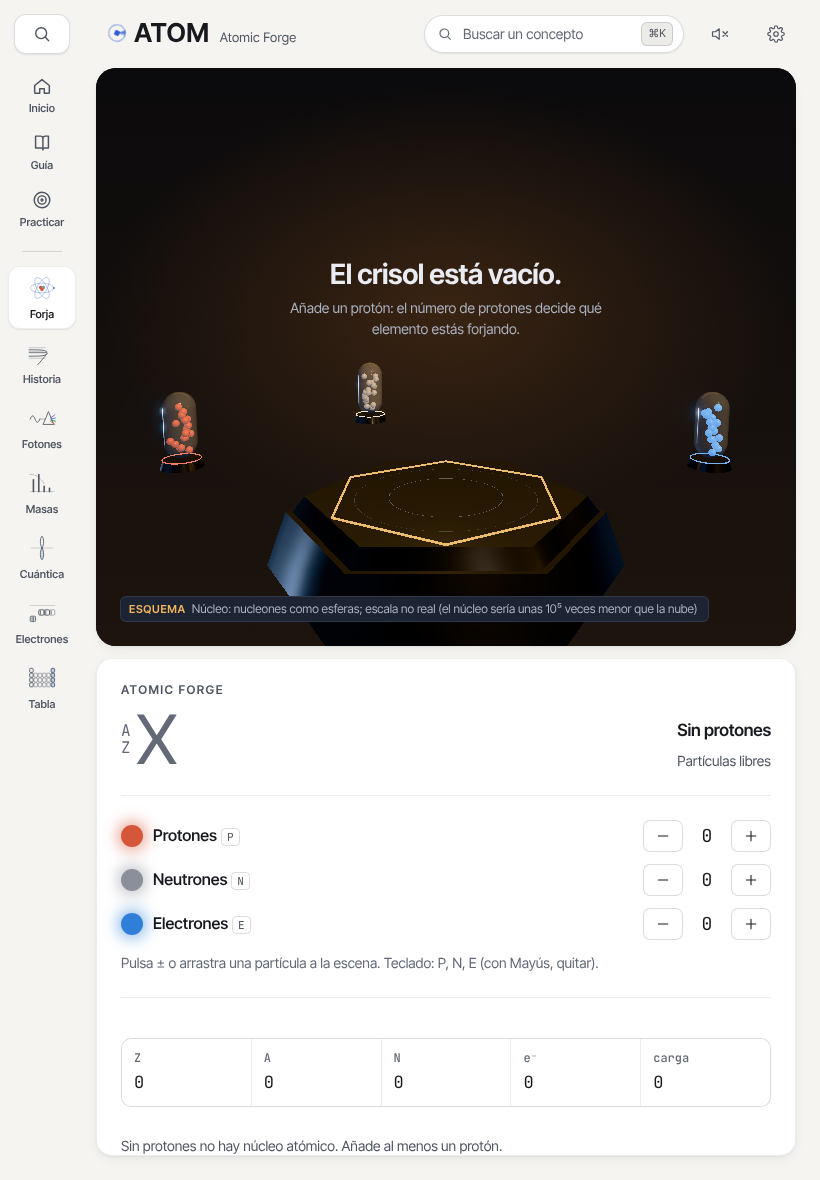 ATOM Atomic Forge
Buscar un concepto ⌘K
Inicio
Guía
Practicar
Forja
Historia
Fotones
Masas
Cuántica
Electrones
Tabla
El crisol está vacío.
Añade un protón: el número de protones decide qué
elemento estás forjando.
ESQUEMA Núcleo: nucleones como esferas; escala no real (el núcleo sería unas 10⁵ veces menor que la nube)
ATOMIC FORGE
A
Z
X
Sin protones
Partículas libres
Protones P − 0 +
Neutrones N − 0 +
Electrones E − 0 +
Pulsa ± o arrastra una partícula a la escena. Teclado: P, N, E (con Mayús, quitar).
Z A N e⁻ carga
0 0 0 0 0
Sin protones no hay núcleo atómico. Añade al menos un protón.